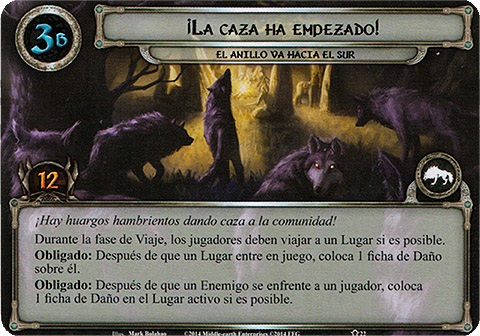 3B
¡La caza ha empezado!
El Anillo va hacia el Sur
12
¡Hay huargos hambrientos dando caza a la comunidad!
Durante la fase de Viaje, los jugadores deben viajar a un Lugar si es posible.
Obligado: Después de que un Lugar entre en juego, coloca 1 ficha de Daño
sobre él.
Obligado: Después de que un Enemigo se enfrente a un jugador, coloca
1 ficha de Daño en el Lugar activo si es posible.
Illus. Mark Bulahao ©2014 Middle-earth Enterprises ©2014 FFG 22